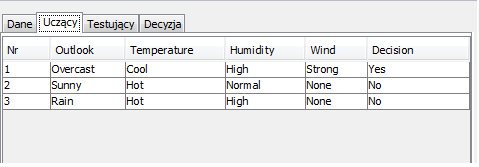 Dane Uczący Testujący Decyzja
Nr Outlook Temperature Humidity Wind Decision
1 Overcast Cool High Strong Yes
2 Sunny Hot Normal None No
3 Rain Hot High None No